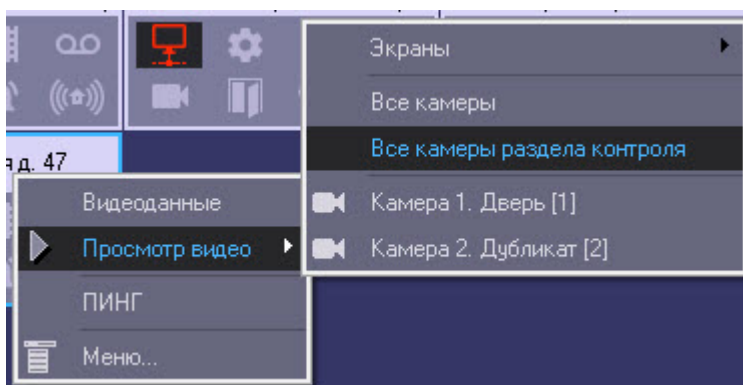 Экраны
Все камеры
Все камеры раздела контроля
Камера 1. Дверь [1]
Камера 2. Дубликат [2]
я д. 47
Видеоданные
Просмотр видео
ПИНГ
Меню...